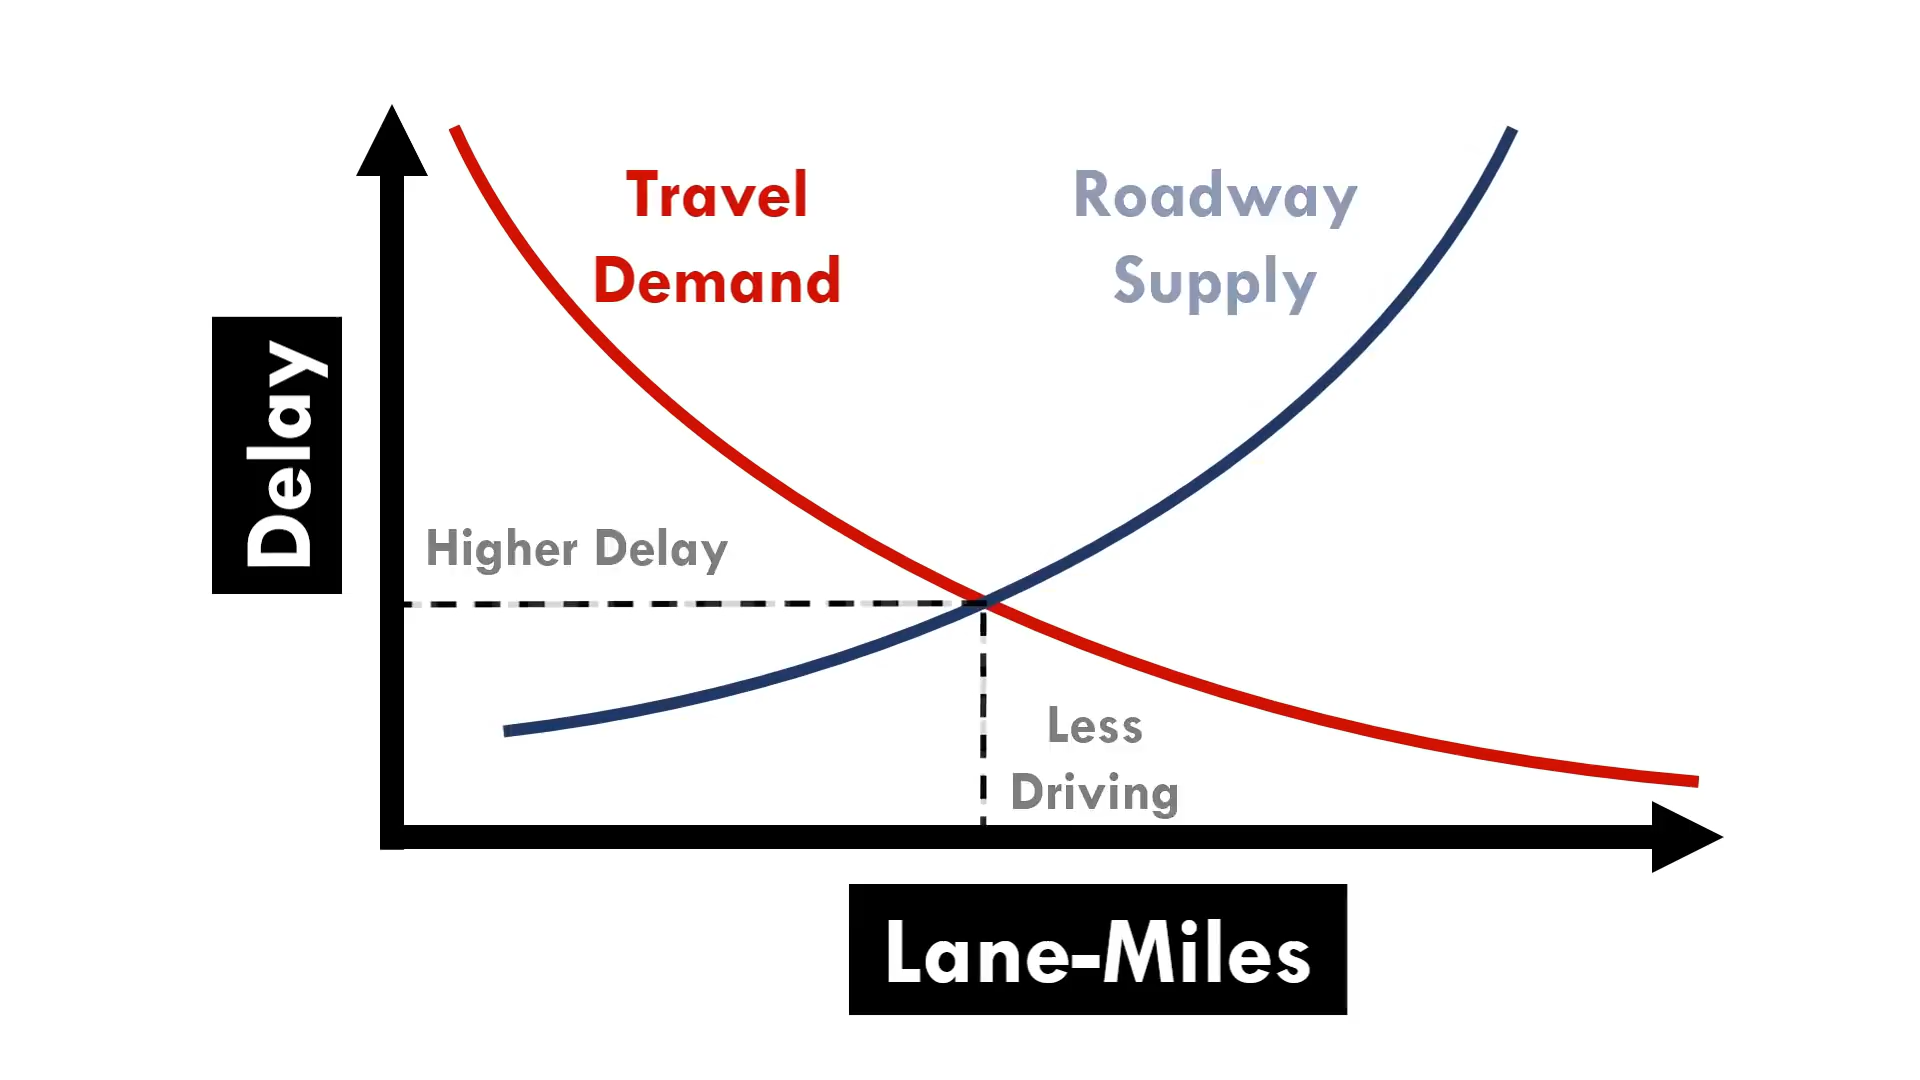 Travel
Demand
Roadway
Supply
Delay
Higher Delay
Less
Driving
Lane-Miles